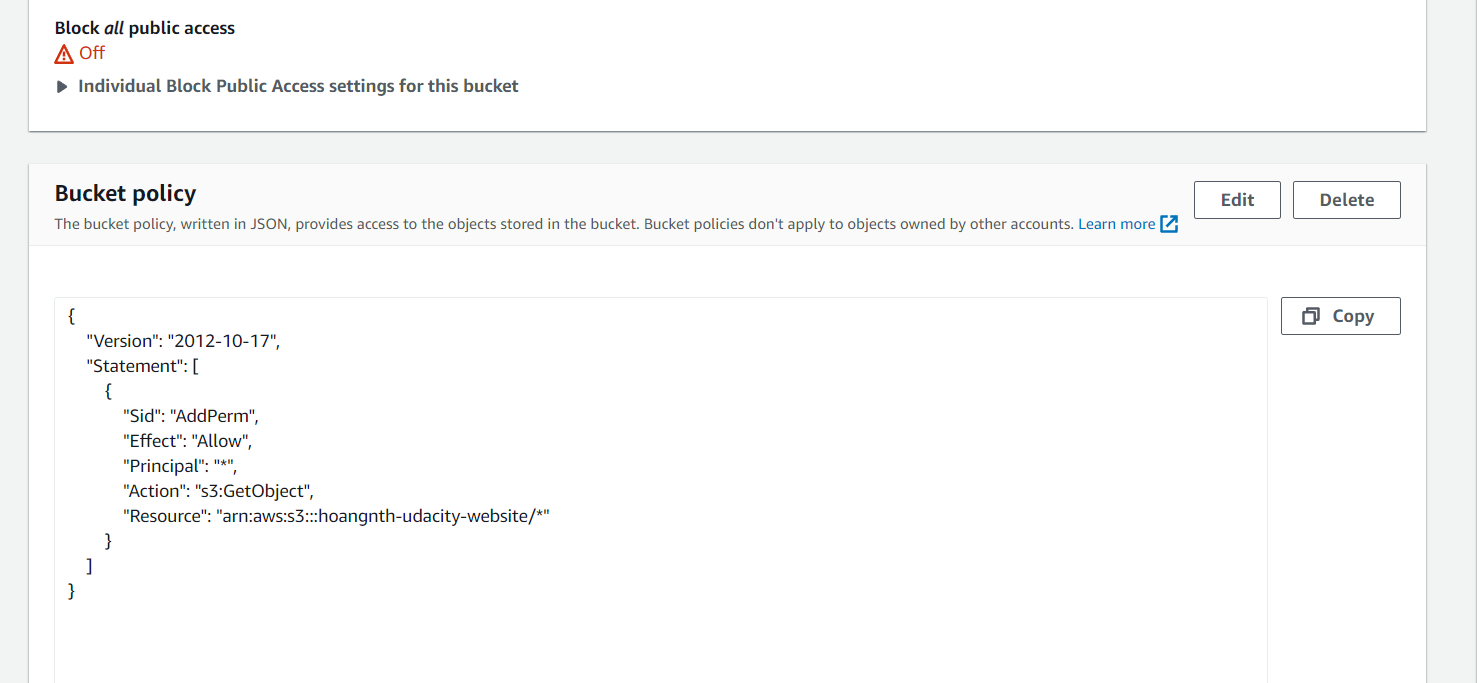 Block all public access
Off
Individual Block Public Access settings for this bucket
Bucket policy
The bucket policy, written in JSON, provides access to the objects stored in the bucket. Bucket policies don't apply to objects owned by other accounts. Learn more
Edit
Delete
Copy
{
"Version": "2012-10-17",
"Statement": [
{
"Sid": "AddPerm",
"Effect": "Allow",
"Principal": "*",
"Action": "s3:GetObject",
"Resource": "arn:aws:s3:::hoangnth-udacity-website/*"
}
]
}